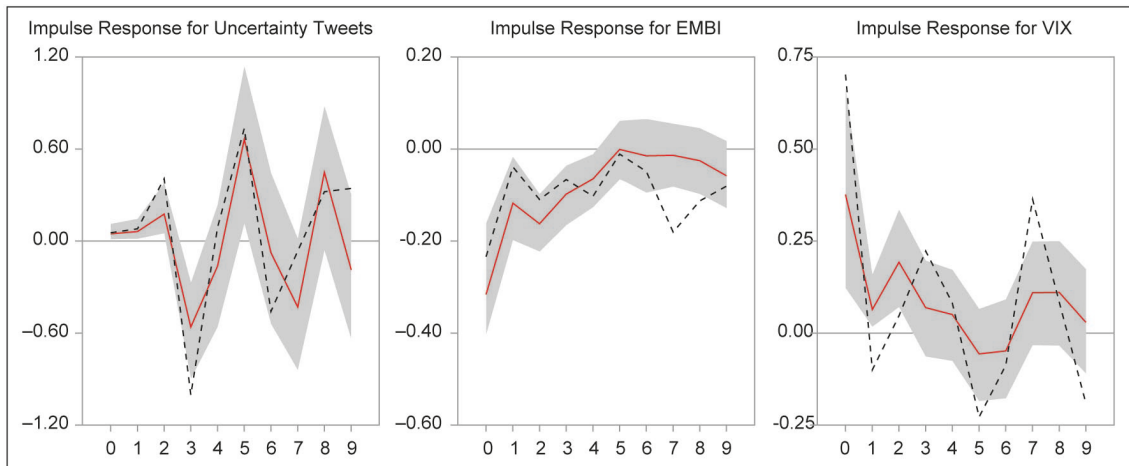 Impulse Response for Uncertainty Tweets
1.20
0.60
0.00
–0.60
–1.20
0 1 2 3 4 5 6 7 8 9
Impulse Response for EMBI
0.20
0.00
-0.20
–0.40
–0.60
0 1 2 3 4 5 6 7 8 9
Impulse Response for VIX
0.75
0.50
0.25
0.00
-0.25
0 1 2 3 4 5 6 7 8 9